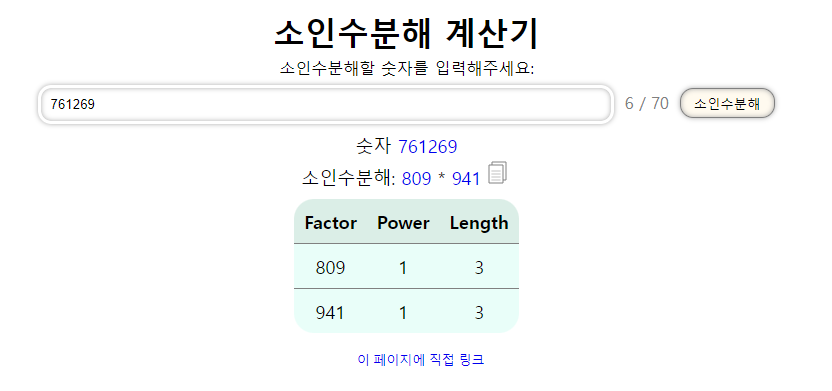 소인수분해 계산기
소인수분해할 숫자를 입력해주세요:
761269 6 / 70 소인수분해
숫자 761269
소인수분해: 809 * 941
Factor Power Length
809 1 3
941 1 3
이 페이지에 직접 링크